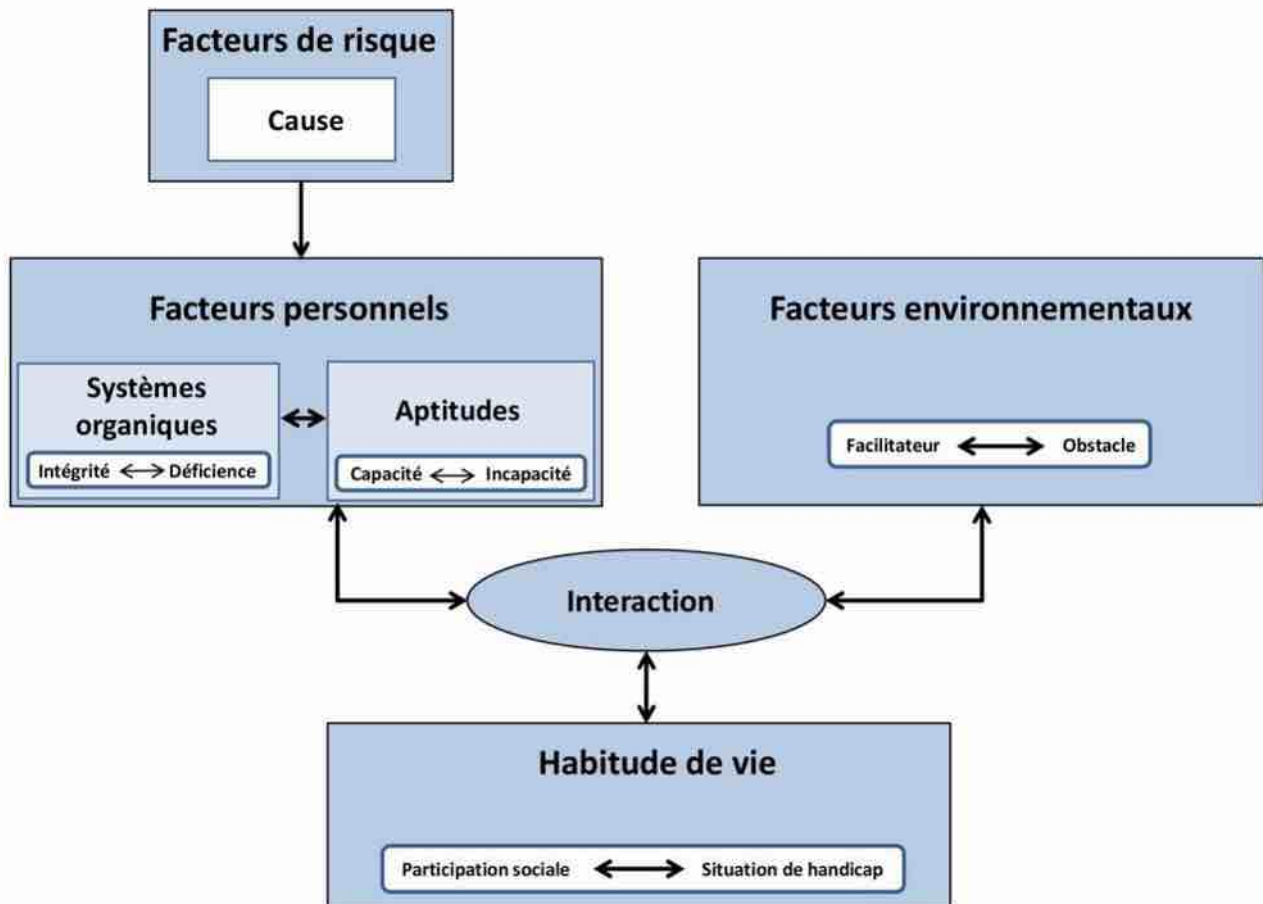 Facteurs de risque
Cause
Facteurs personnels
Systèmes
organiques
Intégrité Déficience
Aptitudes
Capacité Incapacité
Facteurs environnementaux
Facilitateur Obstacle
Interaction
Habitude de vie
Participation sociale Situation de handicap